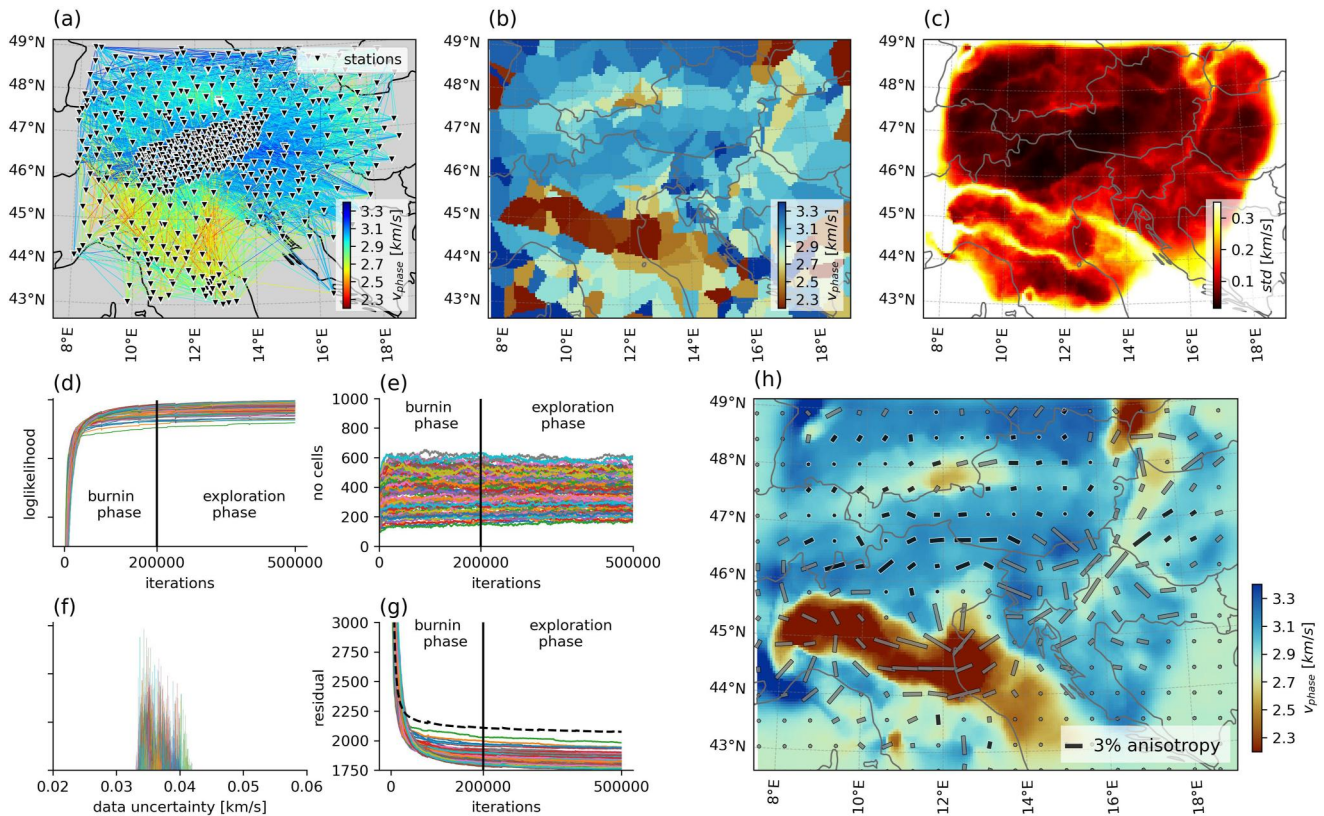 (a)
49°N
48°N
47°N
46°N
45°N
44°N
43°N
8°E
10°E
12°E
14°E
16°E
18°E
stations
3.3
3.1
2.9
2.7
2.5
2.3
v_phase [km/s]
(b)
49°N
48°N
47°N
46°N
45°N
44°N
43°N
8°E
10°E
12°E
14°E
16°E
18°E
3.3
3.1
2.9
2.7
2.5
2.3
v_phase [km/s]
(c)
49°N
48°N
47°N
46°N
45°N
44°N
43°N
8°E
10°E
12°E
14°E
16°E
18°E
0.3
0.2
0.1
std [km/s]
(d)
loglikelihood
burnin
phase
exploration
phase
0
200000
500000
iterations
(e)
no cells
1000
800
600
400
200
0
burnin
phase
exploration
phase
0
200000
500000
iterations
(f)
0.02
0.03
0.04
0.05
0.06
data uncertainty [km/s]
(g)
residual
3000
2750
2500
2250
2000
1750
burnin
phase
exploration
phase
0
200000
500000
iterations
(h)
49°N
48°N
47°N
46°N
45°N
44°N
43°N
8°E
10°E
12°E
14°E
16°E
18°E
3% anisotropy
3.3
3.1
2.9
2.7
2.5
2.3
v_phase [km/s]